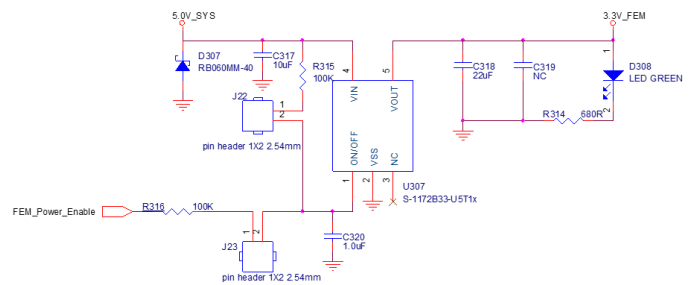 5.0V_SYS
3.3V_FEM
D307
RB060MM-40
C317
10uF
R315
100K
4
5
VIN
VOUT
C318
22uF
C319
NC
1
D308
LED GREEN
2
J22
1
2
pin header 1X2 2.54mm
R314
680R
ON/OFF
VSS
NC
1
2
3
U307
S-1172B33-U5T1x
FEM_Power_Enable
R316
100K
1
2
J23
pin header 1X2 2.54mm
C320
1.0uF